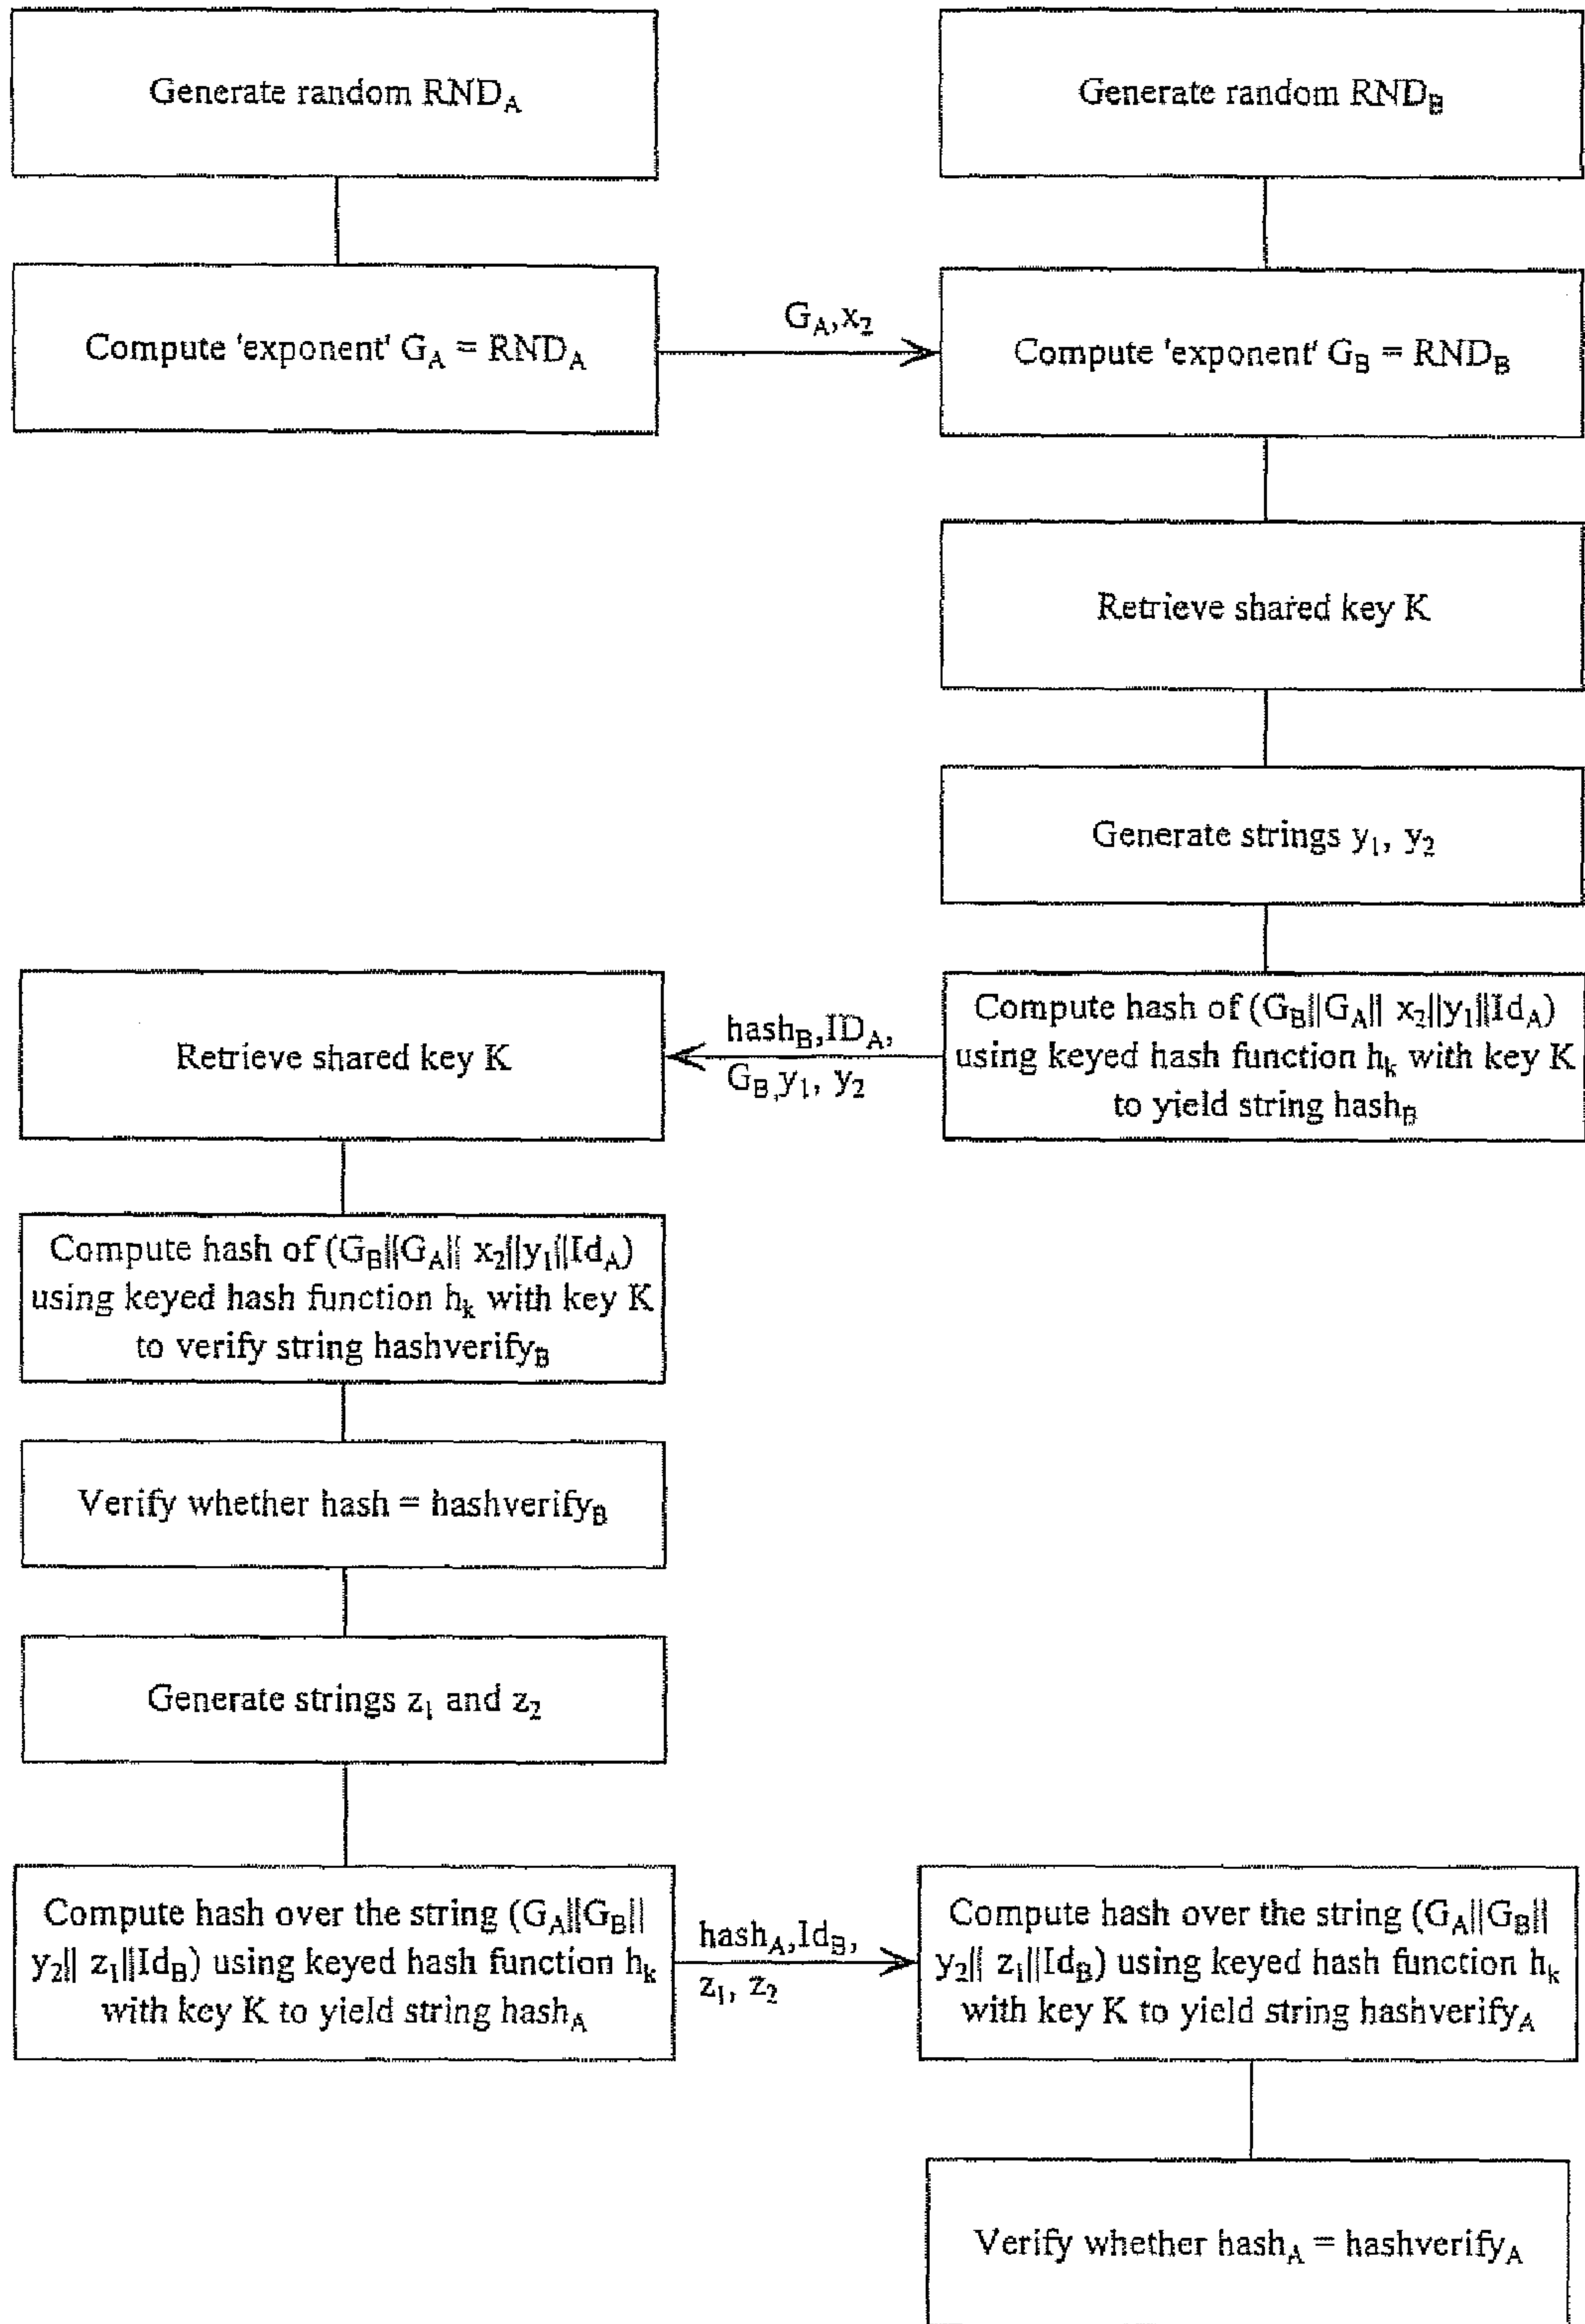 Generate random RND_A
Generate random RND_B
Compute 'exponent' G_A = RND_A
G_A,x_2
Compute 'exponent' G_B = RND_B
Retrieve shared key K
Generate strings y_1, y_2
Compute hash of (G_B||G_A|| x_2||y_1||Id_A)
using keyed hash function h_k with key K
to yield string hash_B
hash_B,ID_A,
G_B,y_1, y_2
Retrieve shared key K
Compute hash of (G_B||G_A|| x_2||y_1||Id_A)
using keyed hash function h_k with key K
to verify string hashverify_B
Verify whether hash = hashverify_B
Generate strings z_1 and z_2
Compute hash over the string (G_A||G_B||
y_2|| z_1||Id_B) using keyed hash function h_k
with key K to yield string hash_A
hash_A,Id_B,
z_1, z_2
Compute hash over the string (G_A||G_B||
y_2|| z_1||Id_B) using keyed hash function h_k
with key K to yield string hashverify_A
Verify whether hash_A = hashverify_A